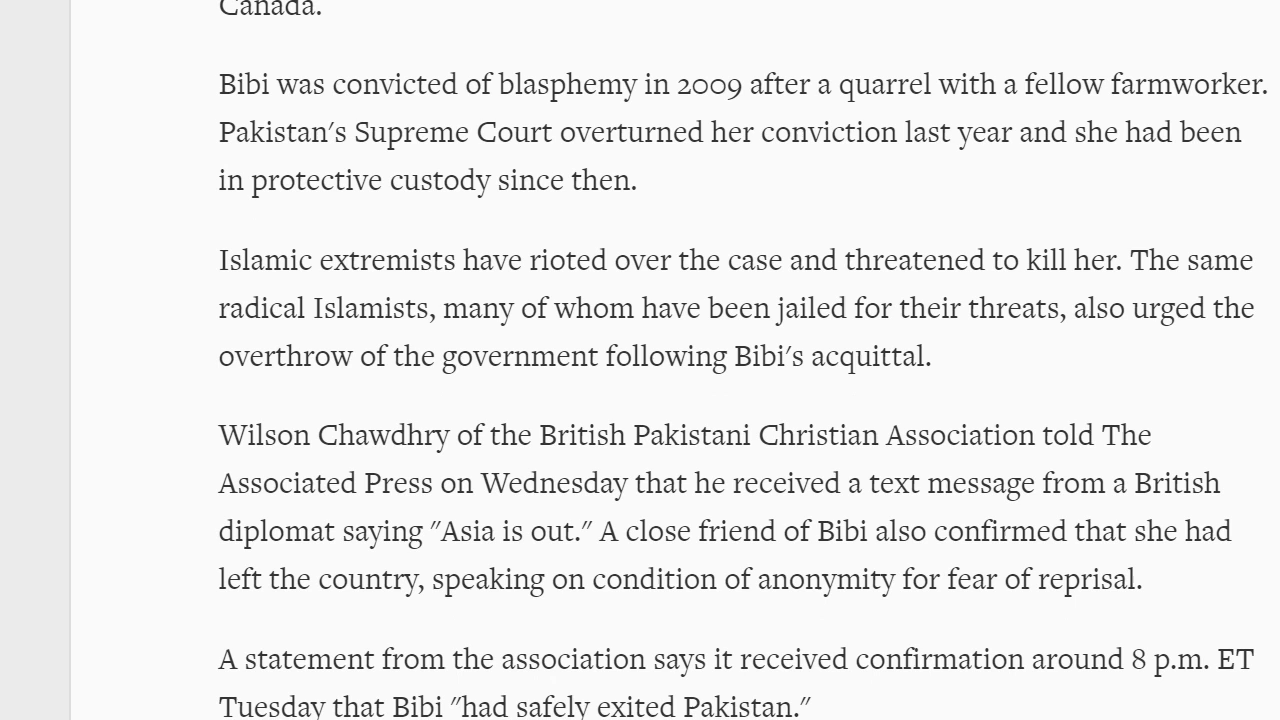 Canada.
Bibi was convicted of blasphemy in 2009 after a quarrel with a fellow farmworker.
Pakistan's Supreme Court overturned her conviction last year and she had been
in protective custody since then.
Islamic extremists have rioted over the case and threatened to kill her. The same
radical Islamists, many of whom have been jailed for their threats, also urged the
overthrow of the government following Bibi's acquittal.
Wilson Chawdhry of the British Pakistani Christian Association told The
Associated Press on Wednesday that he received a text message from a British
diplomat saying "Asia is out." A close friend of Bibi also confirmed that she had
left the country, speaking on condition of anonymity for fear of reprisal.
A statement from the association says it received confirmation around 8 p.m. ET
Tuesday that Bibi "had safely exited Pakistan."